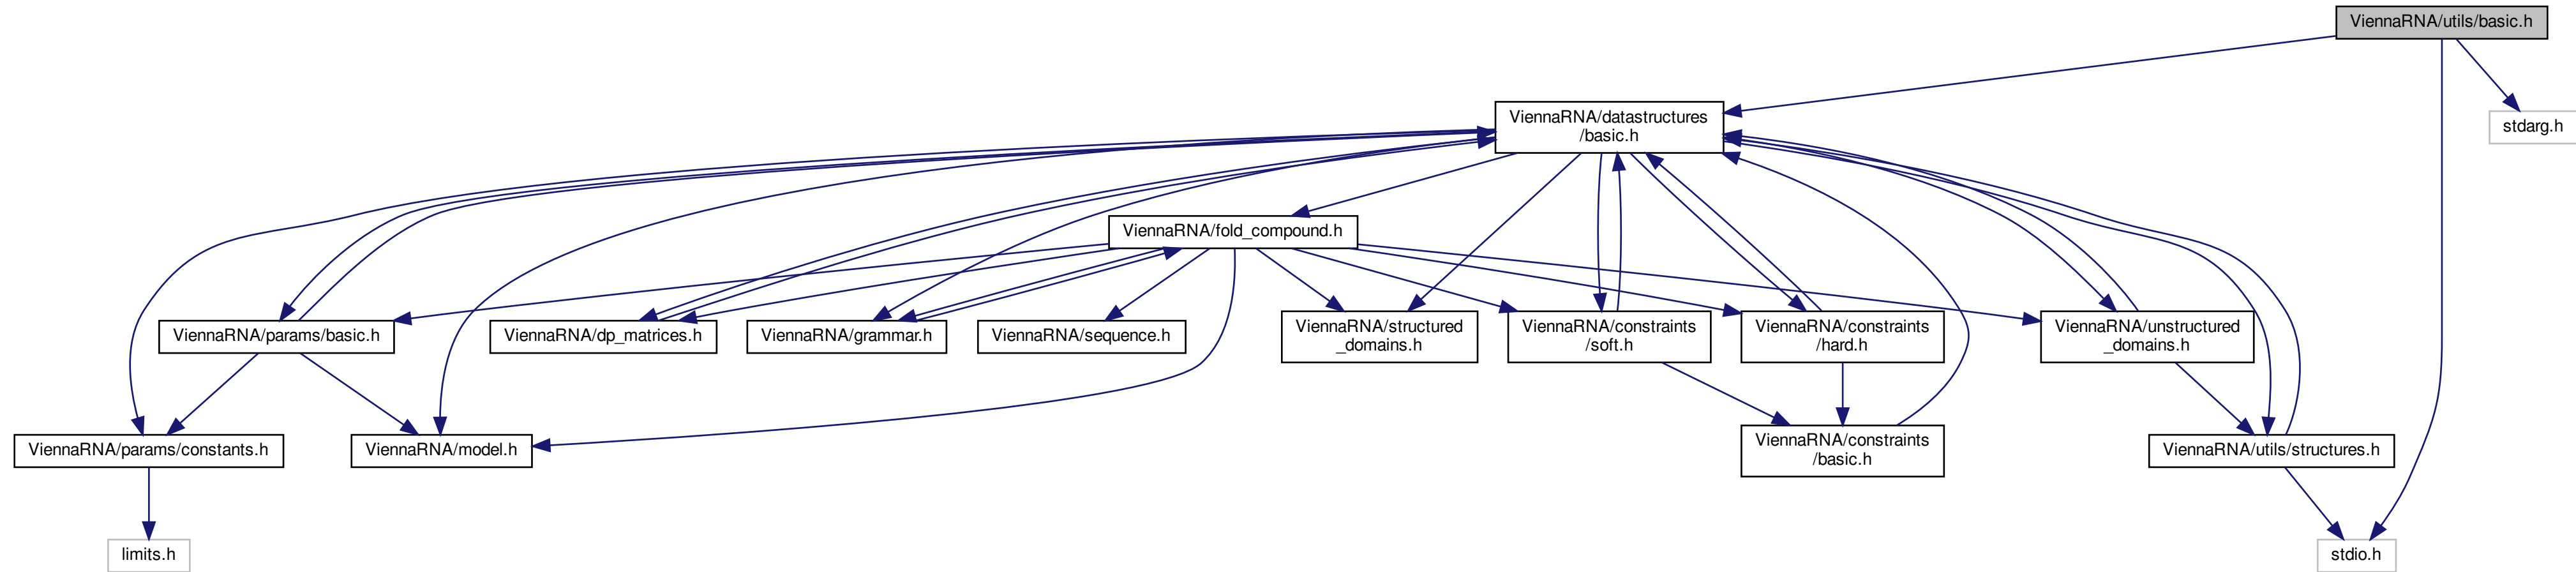 ViennaRNA/utils/basic.h
ViennaRNA/datastructures
/basic.h
stdarg.h
ViennaRNA/fold_compound.h
ViennaRNA/params/basic.h
ViennaRNA/dp_matrices.h
ViennaRNA/grammar.h
ViennaRNA/sequence.h
ViennaRNA/structured
_domains.h
ViennaRNA/constraints
/soft.h
ViennaRNA/constraints
/hard.h
ViennaRNA/unstructured
_domains.h
ViennaRNA/params/constants.h
ViennaRNA/model.h
ViennaRNA/constraints
/basic.h
ViennaRNA/utils/structures.h
limits.h
stdio.h